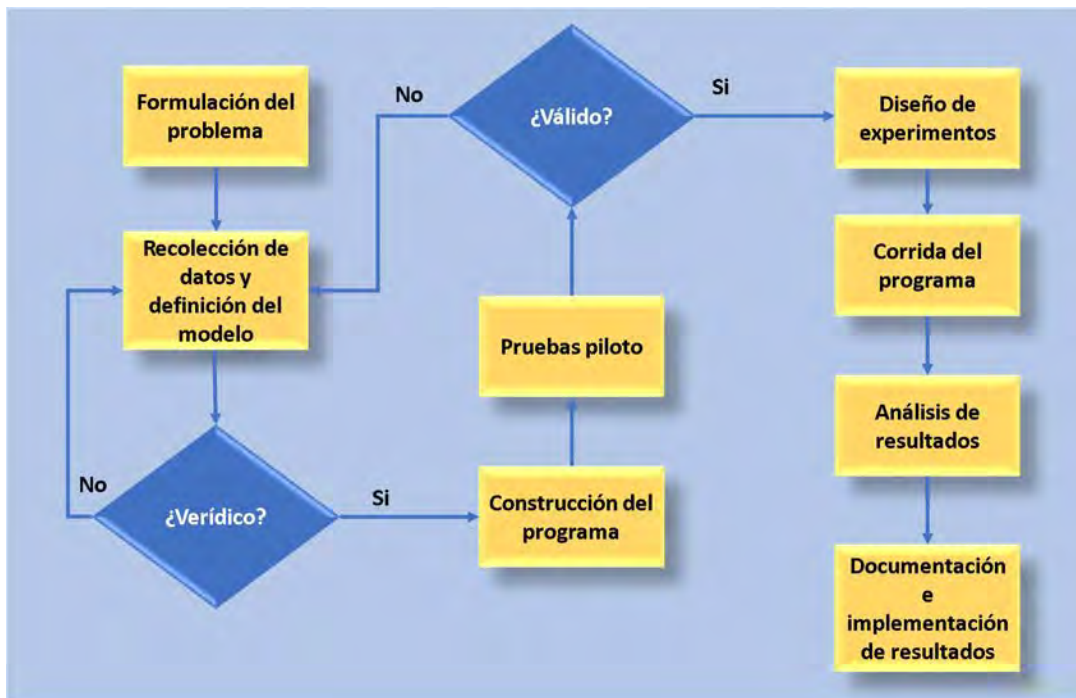 Formulación del
problema
Recolección de
datos y
definición del
modelo
¿Verídico?
No
Si
Construcción del
programa
Pruebas piloto
¿Válido?
No
Si
Diseño de
experimentos
Corrida del
programa
Análisis de
resultados
Documentación
e
implementación
de resultados